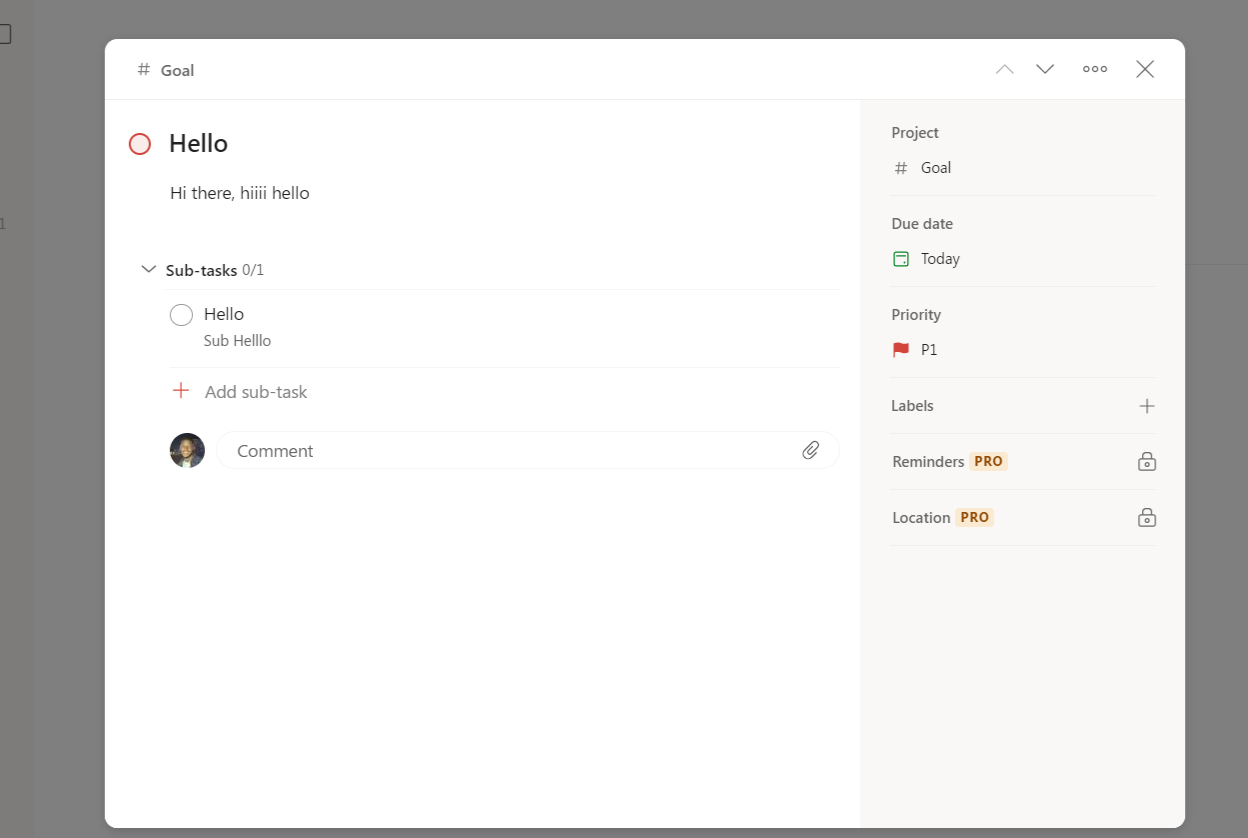 # Goal
Hello
Hi there, hiiii hello
Sub-tasks 0/1
Hello
Sub Helllo
+ Add sub-task
Comment
Project
# Goal
Due date
Today
Priority
P1
Labels +
Reminders PRO
Location PRO
1